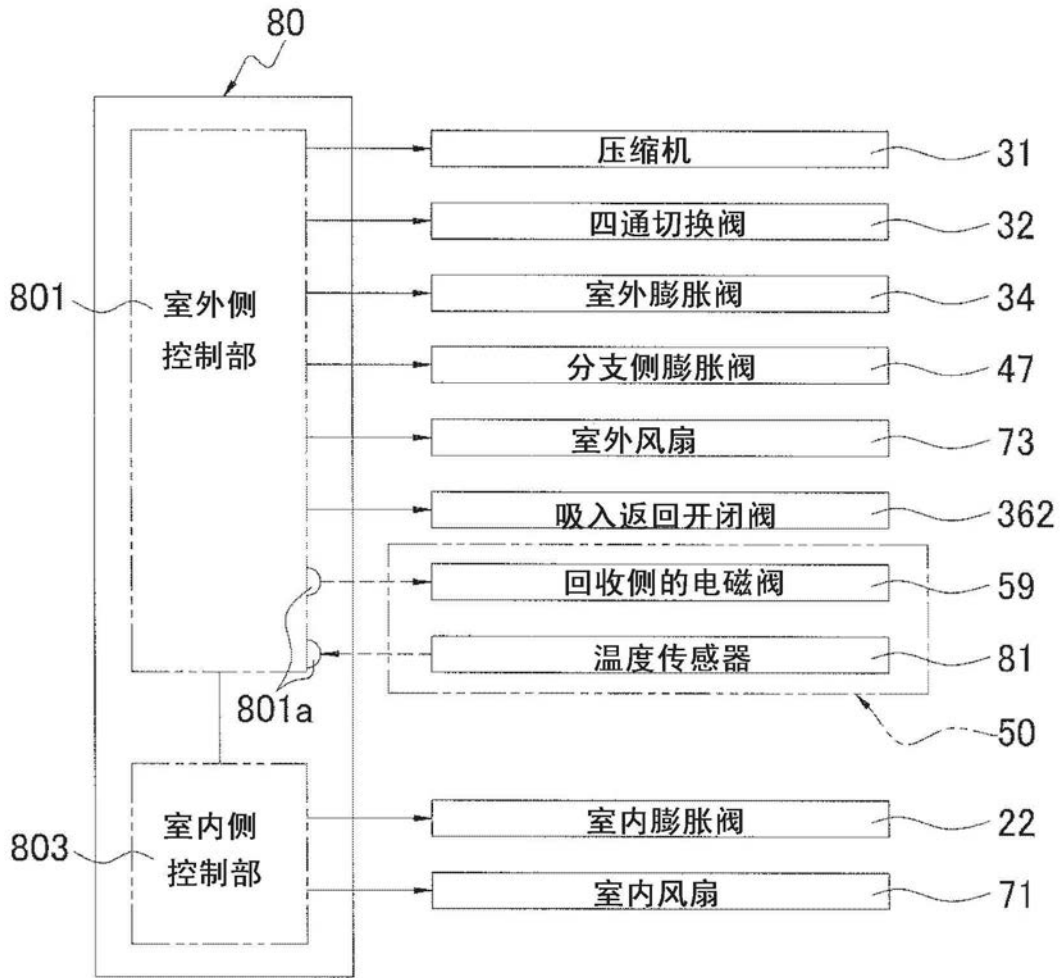 80
压缩机 31
四通切换阀 32
801 室外侧
控制部
室外膨胀阀 34
分支侧膨胀阀 47
室外风扇 73
吸入返回开闭阀 362
回收侧的电磁阀 59
温度传感器 81
801a
50
803 室内侧
控制部
室内膨胀阀 22
室内风扇 71